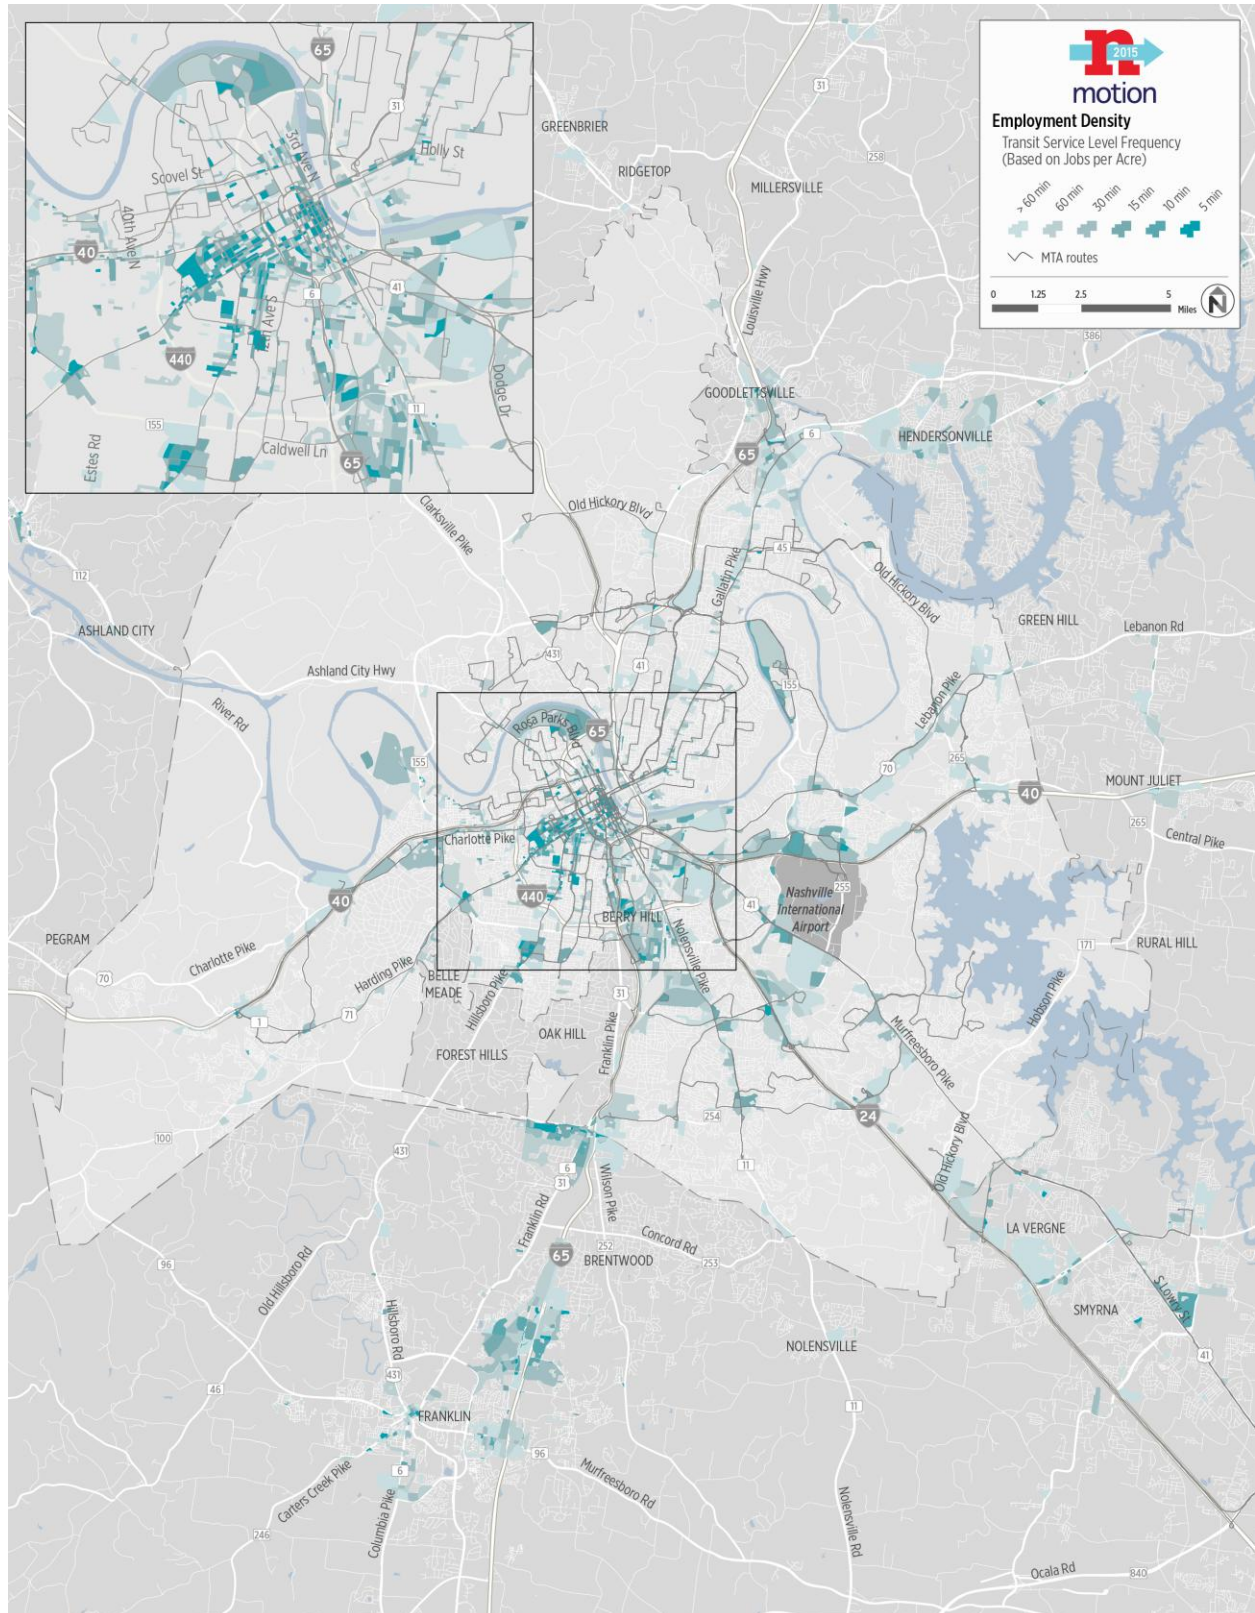 65
31
3rd Ave N
Holly St
Scovel St
40th Ave N
40
6
41
12th Ave S
440
Dodge Dr
11
155
Estes Rd
Caldwell Ln
65
n
2015
motion
Employment Density
Transit Service Level Frequency
(Based on Jobs per Acre)
> 60 min
60 min
30 min
15 min
10 min
5 min
MTA routes
0 1.25 2.5 5
Miles
N
31
GREENBRIER
258
RIDGETOP
MILLERSVILLE
Louisville Hwy
386
GOODLETTSVILLE
6
HENDERSONVILLE
65
Clarksville Pike
Old Hickory Blvd
45
Gallatin Pike
Old Hickory Blvd
112
ASHLAND CITY
GREEN HILL
Lebanon Rd
431
41
Ashland City Hwy
155
River Rd
Rosa Parks Blvd
65
Lebanon Pike
155
265
70
MOUNT JULIET
40
265
Central Pike
Charlotte Pike
440
40
Nashville
International
Airport
255
41
BERRY HILL
PEGRAM
Charlotte Pike
70
Harding Pike
BELLE
MEADE
Hillsboro Pike
Nolensville Pike
171
RURAL HILL
31
1
71
OAK HILL
Hobson Pike
FOREST HILLS
Franklin Pike
Murfreesboro Pike
254
24
100
431
11
6
31
Wilson Pike
Old Hickory Blvd
Franklin Rd
252
Concord Rd
253
65
BRENTWOOD
LA VERGNE
96
Old Hillsboro Rd
Hillsboro Rd
SMYRNA
S Lowry St
NOLENSVILLE
41
46
431
FRANKLIN
11
96
Murfreesboro Rd
6
Carters Creek Pike
Columbia Pike
246
Nolensville Rd
Ocala Rd
840